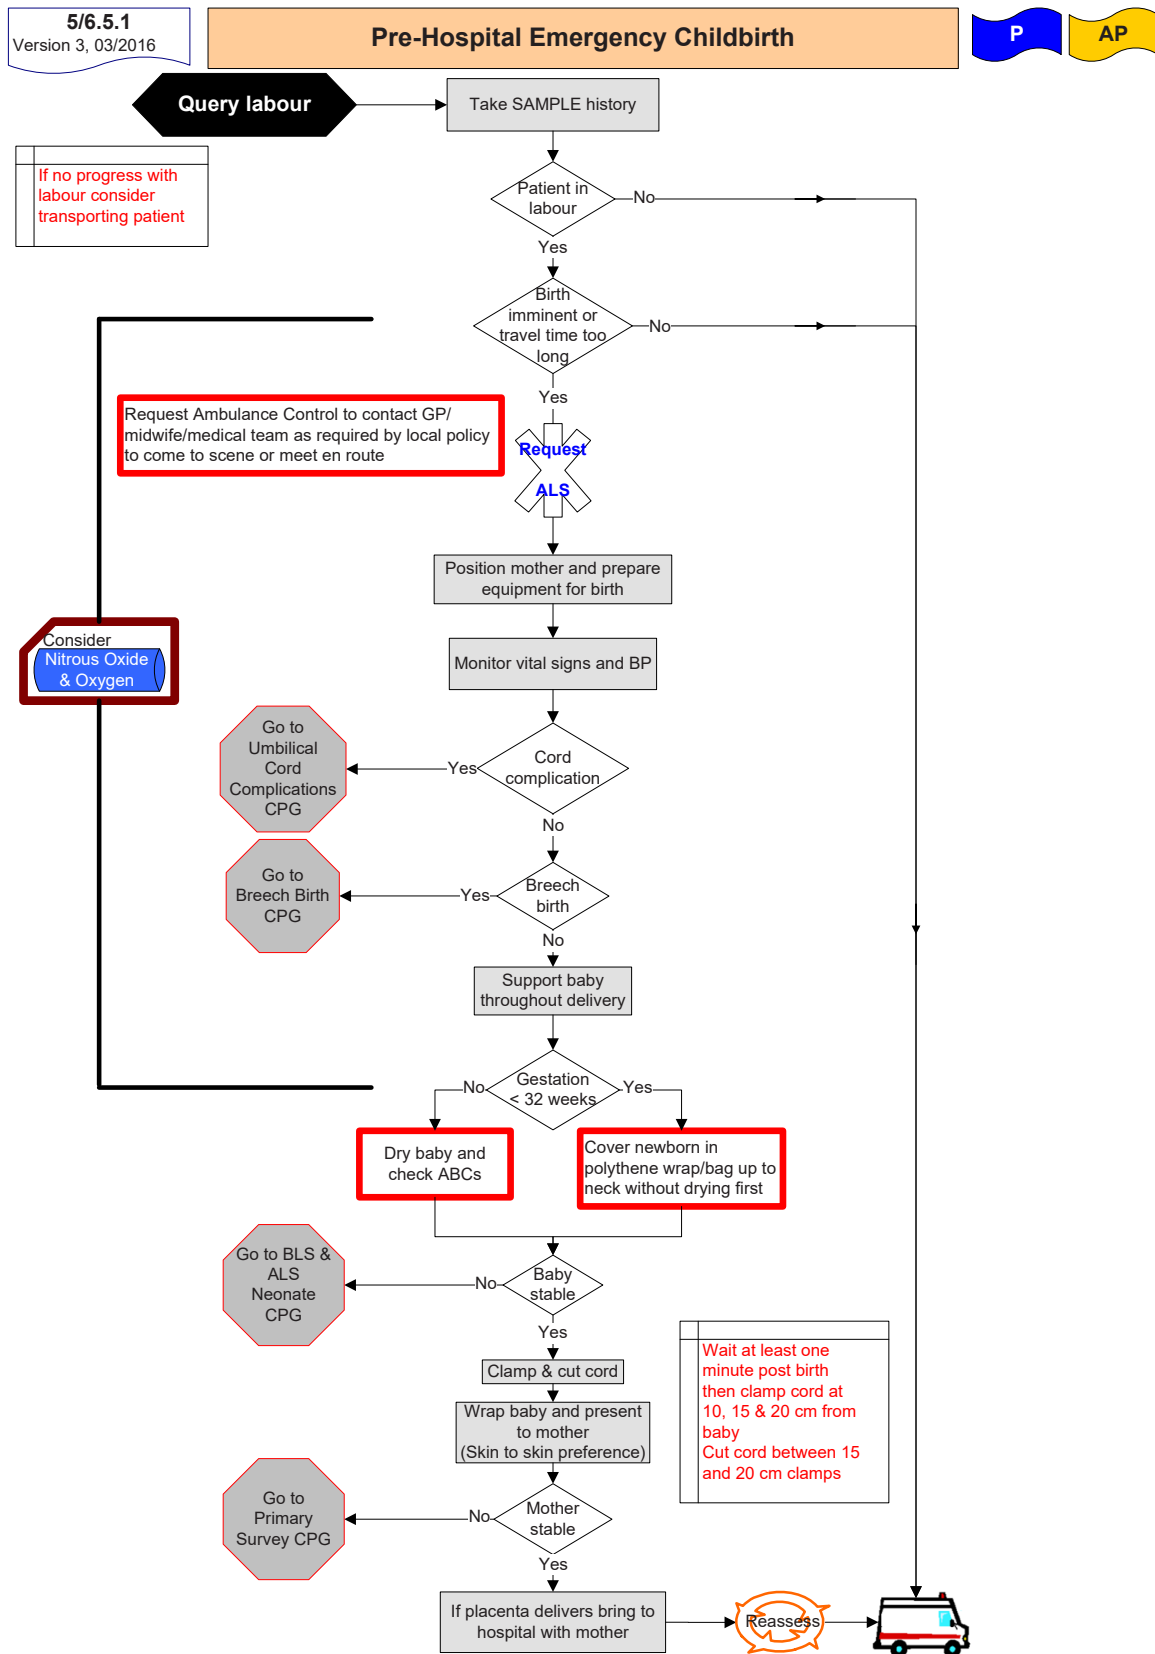 5/6.5.1
Version 3, 03/2016
Pre-Hospital Emergency Childbirth
P
AP
Query labour
Take SAMPLE history
If no progress with
labour consider
transporting patient
Patient in
labour
No
Yes
Birth
imminent or
travel time too
long
No
Yes
Request Ambulance Control to contact GP/
midwife/medical team as required by local policy
to come to scene or meet en route
Request
ALS
Position mother and prepare
equipment for birth
Consider
Nitrous Oxide
& Oxygen
Monitor vital signs and BP
Go to
Umbilical
Cord
Complications
CPG
Yes
Cord
complication
No
Go to
Breech Birth
CPG
Yes
Breech
birth
No
Support baby
throughout delivery
No
Gestation
< 32 weeks
Yes
Dry baby and
check ABCs
Cover newborn in
polythene wrap/bag up to
neck without drying first
Go to BLS &
ALS
Neonate
CPG
No
Baby
stable
Yes
Clamp & cut cord
Wait at least one
minute post birth
then clamp cord at
10, 15 & 20 cm from
baby
Cut cord between 15
and 20 cm clamps
Wrap baby and present
to mother
(Skin to skin preference)
Go to
Primary
Survey CPG
No
Mother
stable
Yes
If placenta delivers bring to
hospital with mother
Reassess